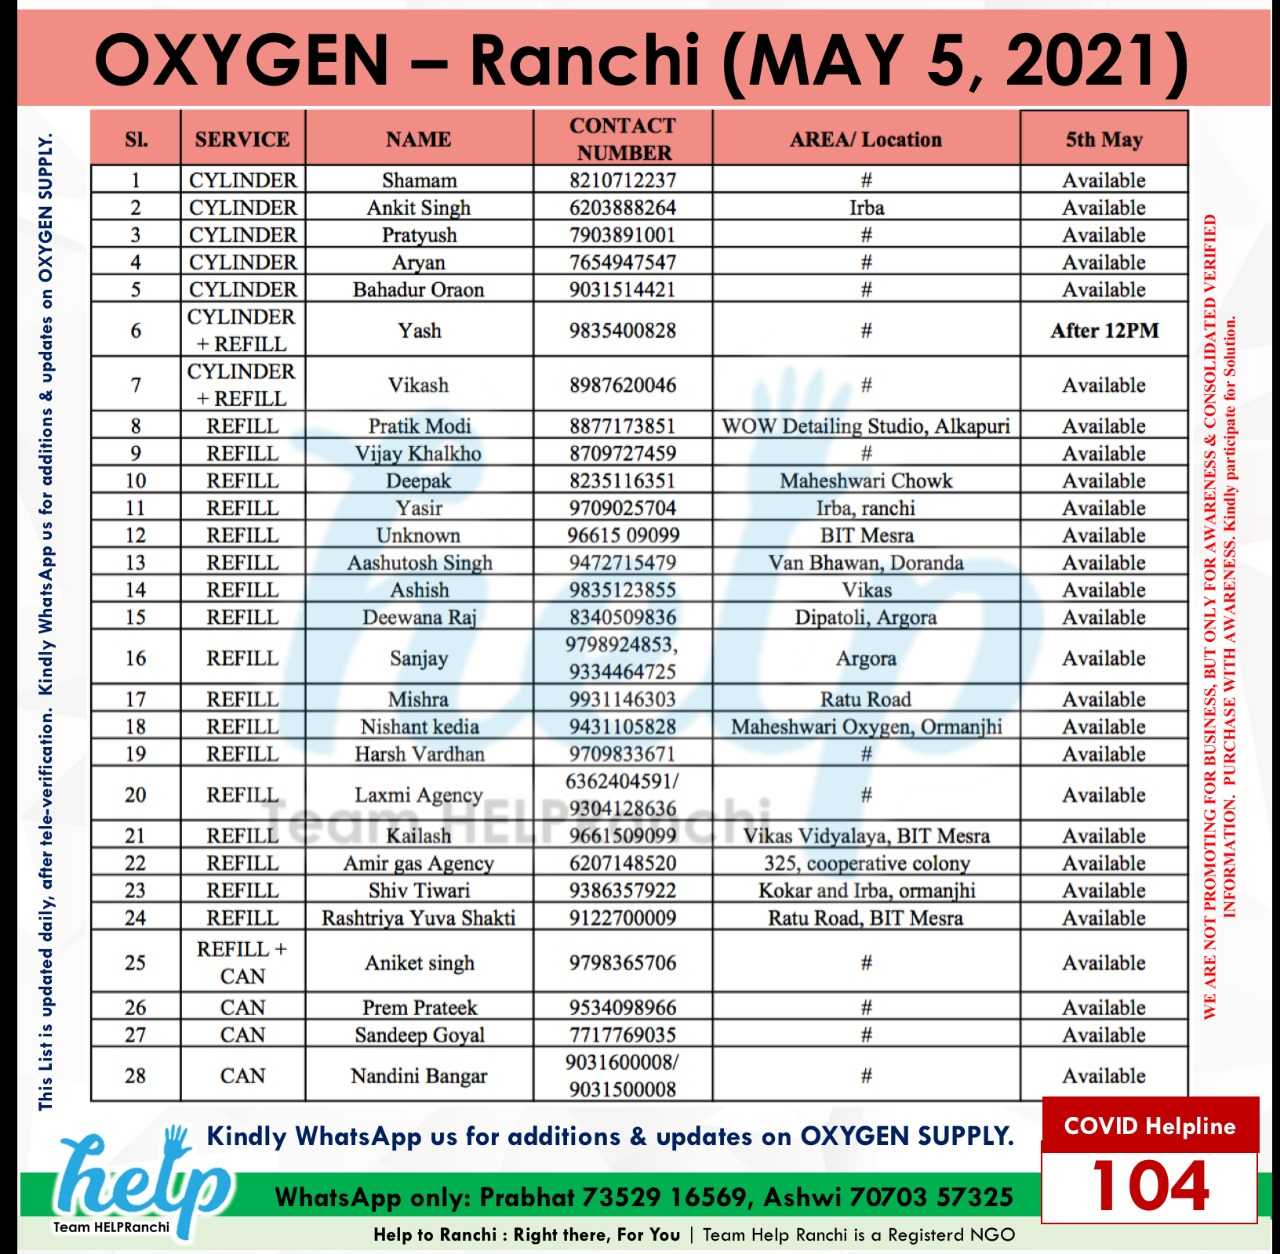 OXYGEN – Ranchi (MAY 5, 2021)
Sl. SERVICE NAME CONTACT NUMBER AREA/ Location 5th May
1 CYLINDER Shamam 8210712237 # Available
2 CYLINDER Ankit Singh 6203888264 Irba Available
3 CYLINDER Pratyush 7903891001 # Available
4 CYLINDER Aryan 7654947547 # Available
5 CYLINDER Bahadur Oraon 9031514421 # Available
6 CYLINDER + REFILL Yash 9835400828 # After 12PM
7 CYLINDER + REFILL Vikash 8987620046 # Available
8 REFILL Pratik Modi 8877173851 WOW Detailing Studio, Alkapuri Available
9 REFILL Vijay Khalkho 8709727459 # Available
10 REFILL Deepak 8235116351 Maheshwari Chowk Available
11 REFILL Yasir 9709025704 Irba, ranchi Available
12 REFILL Unknown 96615 09099 BIT Mesra Available
13 REFILL Aashutosh Singh 9472715479 Van Bhawan, Doranda Available
14 REFILL Ashish 9835123855 Vikas Available
15 REFILL Deewana Raj 8340509836 Dipatoli, Argora Available
16 REFILL Sanjay 9798924853, 9334464725 Argora Available
17 REFILL Mishra 9931146303 Ratu Road Available
18 REFILL Nishant kedia 9431105828 Maheshwari Oxygen, Ormanjhi Available
19 REFILL Harsh Vardhan 9709833671 # Available
20 REFILL Laxmi Agency 6362404591/ 9304128636 # Available
21 REFILL Kailash 9661509099 Vikas Vidyalaya, BIT Mesra Available
22 REFILL Amir gas Agency 6207148520 325, cooperative colony Available
23 REFILL Shiv Tiwari 9386357922 Kokar and Irba, ormanjhi Available
24 REFILL Rashtriya Yuva Shakti 9122700009 Ratu Road, BIT Mesra Available
25 REFILL + CAN Aniket singh 9798365706 # Available
26 CAN Prem Prateek 9534098966 # Available
27 CAN Sandeep Goyal 7717769035 # Available
28 CAN Nandini Bangar 9031600008/ 9031500008 # Available
help
Team HELPRanchi
This List is updated daily, after tele-verification. Kindly WhatsApp us for additions & updates on OXYGEN SUPPLY.
WE ARE NOT PROMOTING FOR BUSINESS, BUT ONLY FOR AWARENESS & CONSOLIDATED VERIFIED
INFORMATION. PURCHASE WITH AWARENESS. Kindly participate for Solution.
Kindly WhatsApp us for additions & updates on OXYGEN SUPPLY.
COVID Helpline
104
help
Team HELPRanchi
WhatsApp only: Prabhat 73529 16569, Ashwi 70703 57325
Help to Ranchi : Right there, For You | Team Help Ranchi is a Registerd NGO